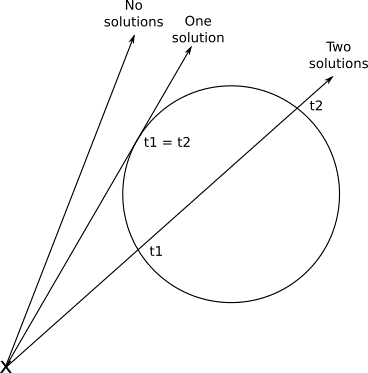 No
solutions
One
solution
Two
solutions
t2
t1 = t2
t1
X